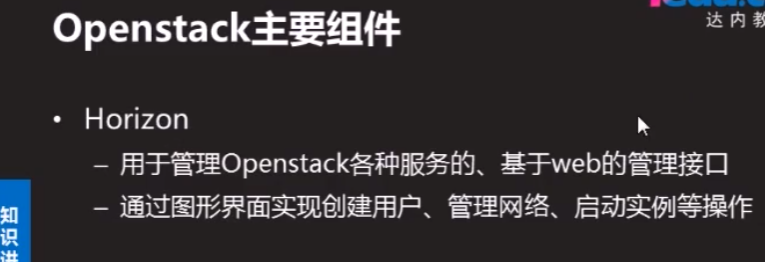 Openstack主要组件
达内教
• Horizon
– 用于管理Openstack各种服务的、基于web的管理接口
– 通过图形界面实现创建用户、管理网络、启动实例等操作
知
识
讲